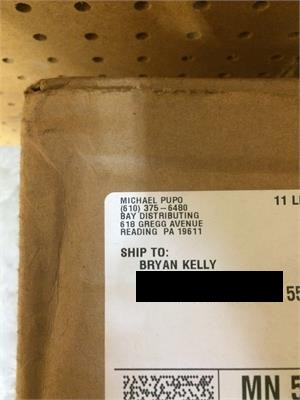 MICHAEL PUPO 11 L
(610) 375-6480
BAY DISTRIBUTING
618 GREGG AVENUE
READING PA 19611
SHIP TO:
BRYAN KELLY
55
MN 5